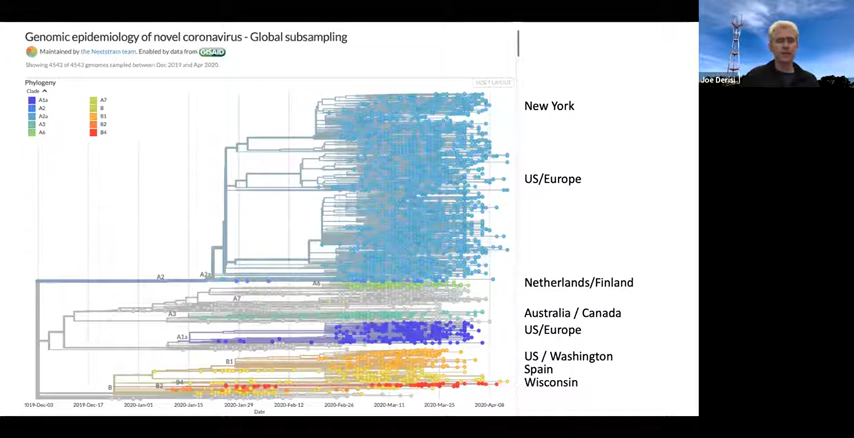 Genomic epidemiology of novel coronavirus - Global subsampling
Maintained by the Nextstrain team. Enabled by data from GISAID
Showing 4542 of 4542 genomes sampled between Dec 2019 and Apr 2020.
Phylogeny
RESET LAYOUT
Clade
A1a
A7
A2
B
A2a
B1
A3
B2
A6
B4
New York
US/Europe
A2
A2a
A6
Netherlands/Finland
A7
A3
Australia / Canada
A1a
US/Europe
B1
US / Washington
Spain
B4
B
B2
Wisconsin
2019-Dec-03
2019-Dec-17
2020-Jan-01
2020-Jan-15
2020-Jan-29
2020-Feb-12
2020-Feb-26
2020-Mar-11
2020-Mar-25
2020-Apr-08
Date
Joe Derisi